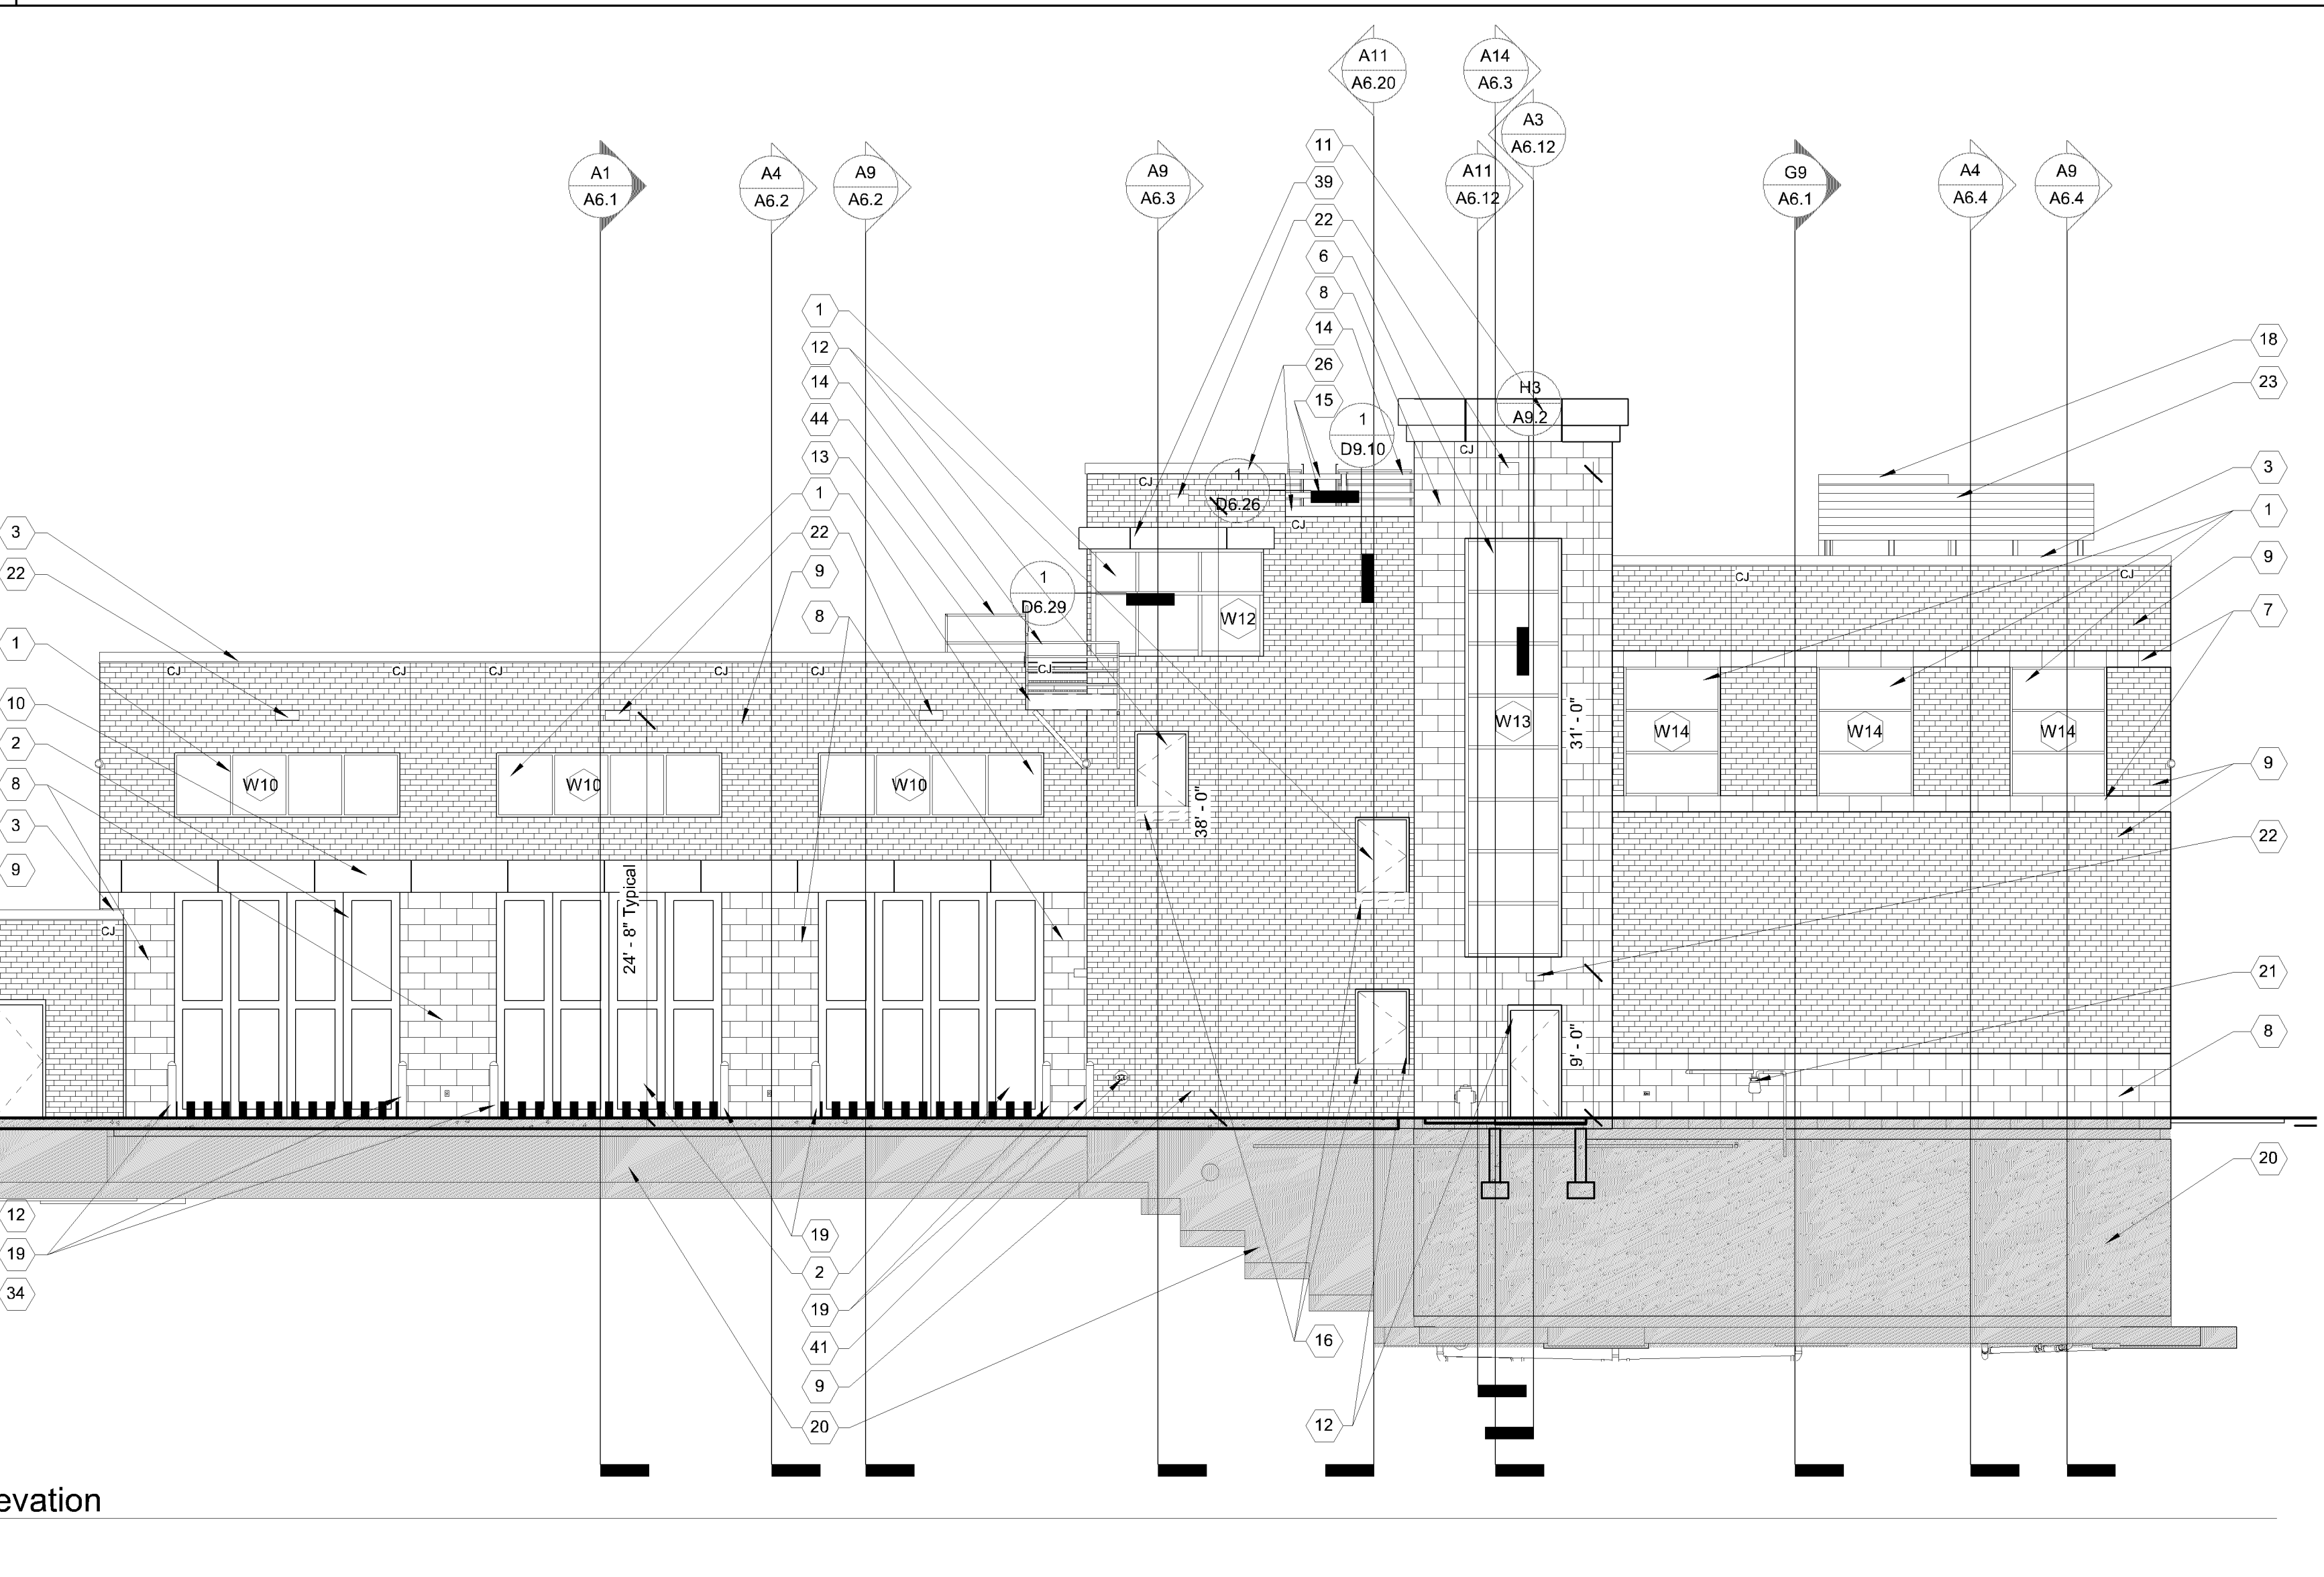 A11
A6.20
A14
A6.3
A3
A6.12
A1
A6.1
A4
A6.2
A9
A6.2
A9
A6.3
A11
A6.12
G9
A6.1
A4
A6.4
A9
A6.4
11
39
22
6
8
14
26
15
1
12
14
44
13
1
22
9
8
18
23
3
1
9
7
9
22
21
8
20
3
22
1
10
2
8
3
9
H3
A9.2
1
D9.10
1
D6.26
1
D6.29
CJ
CJ
CJ
CJ
CJ
CJ
CJ
CJ
CJ
CJ
CJ
CJ
W12
W10
W10
W10
W13
W14
W14
W14
24' - 8" Typical
38' - 0"
31' - 0"
9' - 0"
12
19
34
19
2
19
41
9
20
16
12
evation